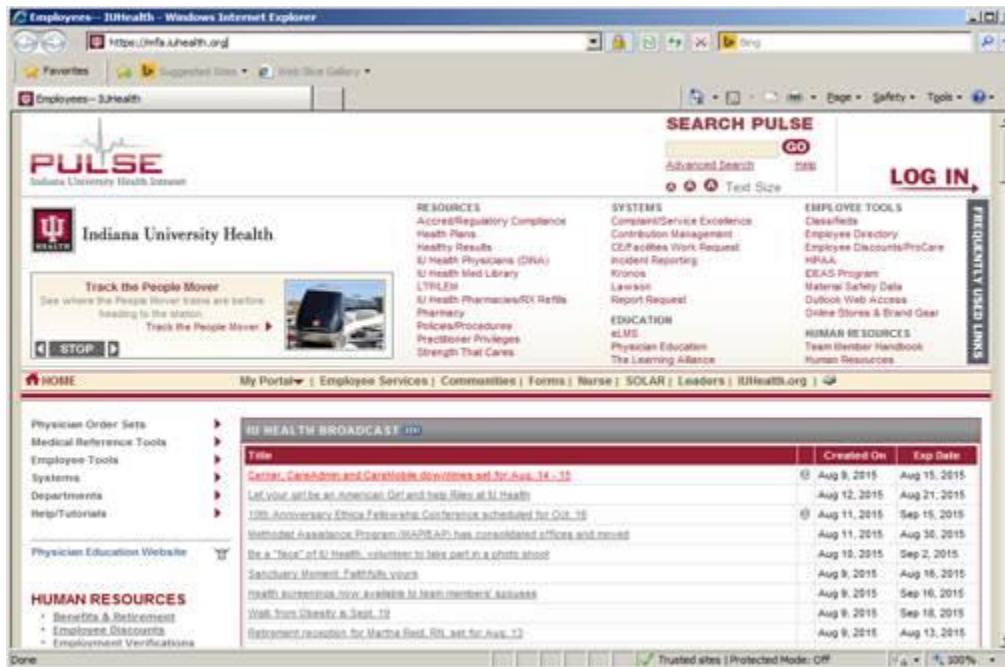 Employees-- IUHealth - Windows Internet Explorer
https://mfa.iuhealth.org
Bing
Favorites Suggested Sites Web Slice Gallery
Employees-- IUHealth
Page Safety Tools
SEARCH PULSE
GO
Advanced Search Help
Text Size
LOG IN
PULSE
Indiana University Health Intranet
Indiana University Health
HEALTH
Track the People Mover
See where the People Mover trains are before
heading to the station.
Track the People Mover
STOP
RESOURCES
Accred/Regulatory Compliance
Health Plans
Healthy Results
IU Health Physicians (DINA)
IU Health Med Library
LTP/LEM
IU Health Pharmacies/RX Refills
Pharmacy
Policies/Procedures
Practitioner Privileges
Strength That Cares
SYSTEMS
Complaint/Service Excellence
Contribution Management
CE/Facilities Work Request
Incident Reporting
Kronos
Lawson
Report Request
EDUCATION
eLMS
Physician Education
The Learning Alliance
EMPLOYEE TOOLS
Classifieds
Employee Directory
Employee Discounts/ProCare
HIPAA
IDEAS Program
Material Safety Data
Outlook Web Access
Online Stores & Brand Gear
HUMAN RESOURCES
Team Member Handbook
Human Resources
FREQUENTLY USED LINKS
HOME
My Portal | Employee Services | Communities | Forms | Nurse | SOLAR | Leaders | IUHealth.org |
Physician Order Sets
Medical Reference Tools
Employee Tools
Systems
Departments
Help/Tutorials
Physician Education Website
HUMAN RESOURCES
Benefits & Retirement
Employee Discounts
Employment Verifications
IU HEALTH BROADCAST
Title Created On Exp Date
Cerner, CareAdmin and CareMobile downtimes set for Aug. 14 - 15 Aug 9, 2015 Aug 15, 2015
Let your girl be an American Girl and help Riley at IU Health Aug 12, 2015 Aug 21, 2015
10th Anniversary Ethics Fellowship Conference scheduled for Oct. 16 Aug 11, 2015 Sep 15, 2015
Methodist Assistance Program (MAP/EAP) has consolidated offices and moved Aug 11, 2015 Aug 30, 2015
Be a "face" of IU Health, volunteer to take part in a photo shoot Aug 10, 2015 Sep 2, 2015
Sanctuary Moment: Faithfully yours Aug 9, 2015 Aug 16, 2015
Health screenings now available to team members' spouses Aug 9, 2015 Sep 16, 2015
Walk from Obesity is Sept. 19 Aug 9, 2015 Sep 18, 2015
Retirement reception for Martha Reid, RN, set for Aug. 13 Aug 9, 2015 Aug 13, 2015
Done
Trusted sites | Protected Mode: Off
100%